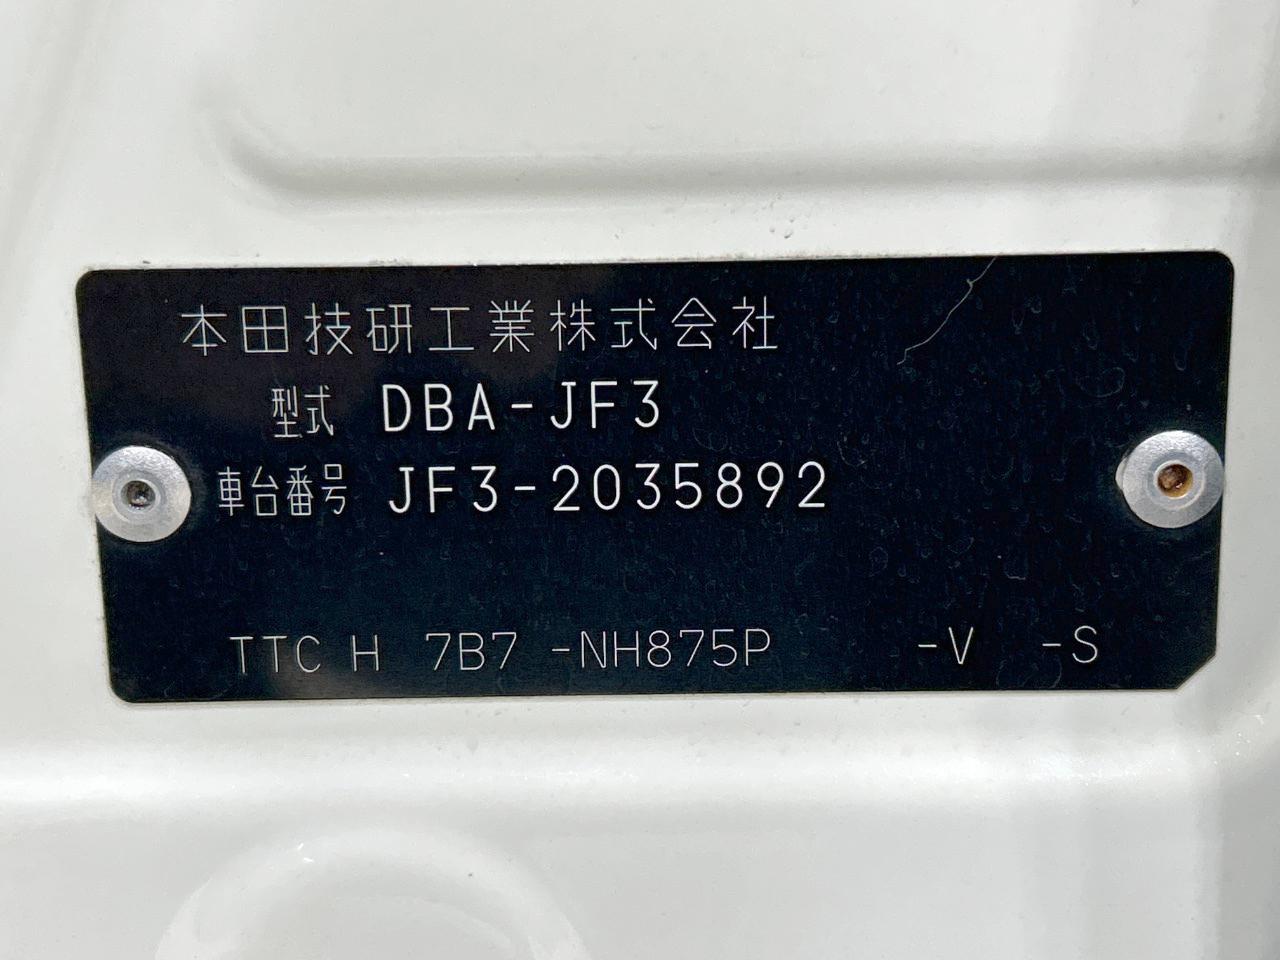 本田技研工業株式会社
型式 DBA-JF3
車台番号 JF3-2035892
TTC H 7B7 -NH875P -V -S